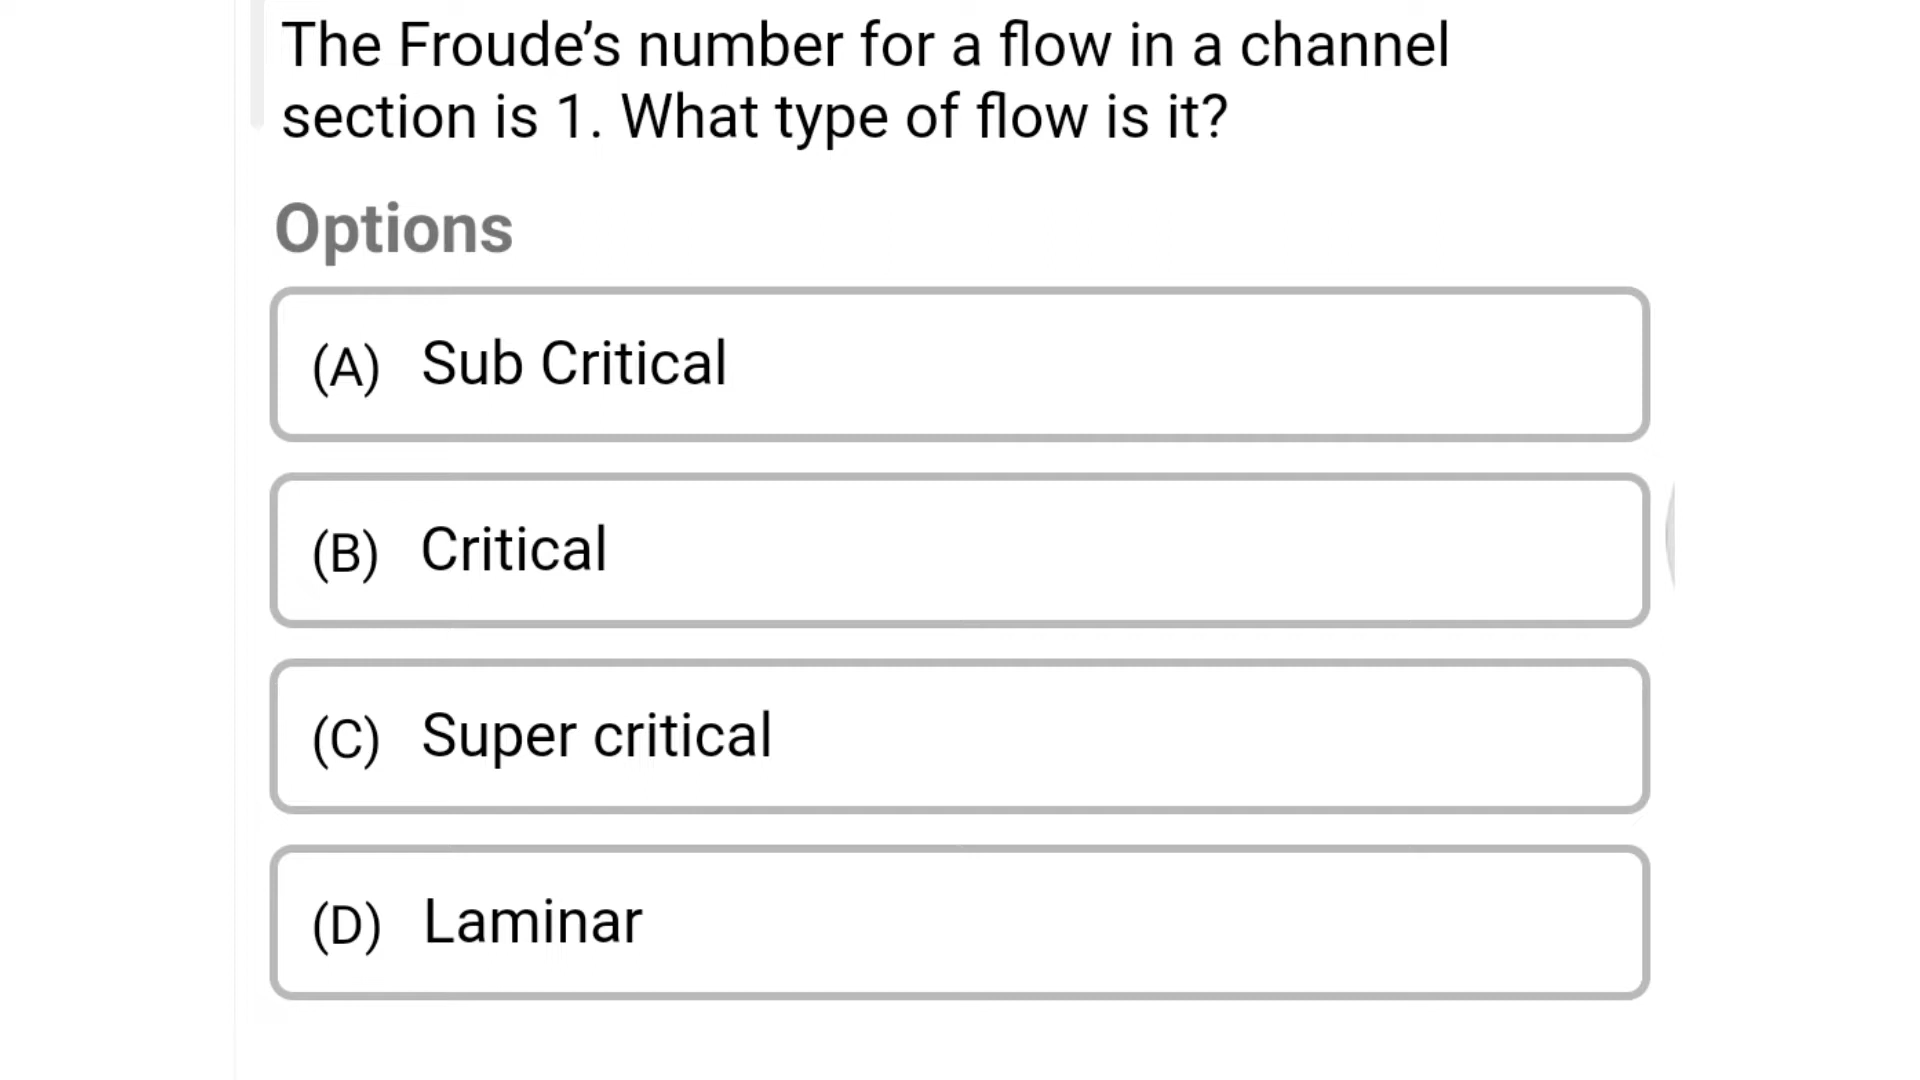 The Froude’s number for a flow in a channel
section is 1. What type of flow is it?
Options
(A) Sub Critical
(B) Critical
(C) Super critical
(D) Laminar